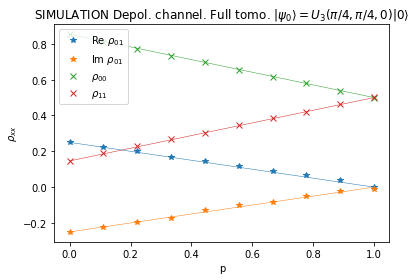 SIMULATION Depol. channel. Full tomo. |ψ₀⟩ = U₃(π/4, π/4, 0)|0⟩
Re ρ₀₁
Im ρ₀₁
ρ₀₀
ρ₁₁
0.8
0.6
0.4
0.2
0.0
−0.2
ρₓₓ
0.0
0.2
0.4
0.6
0.8
1.0
p